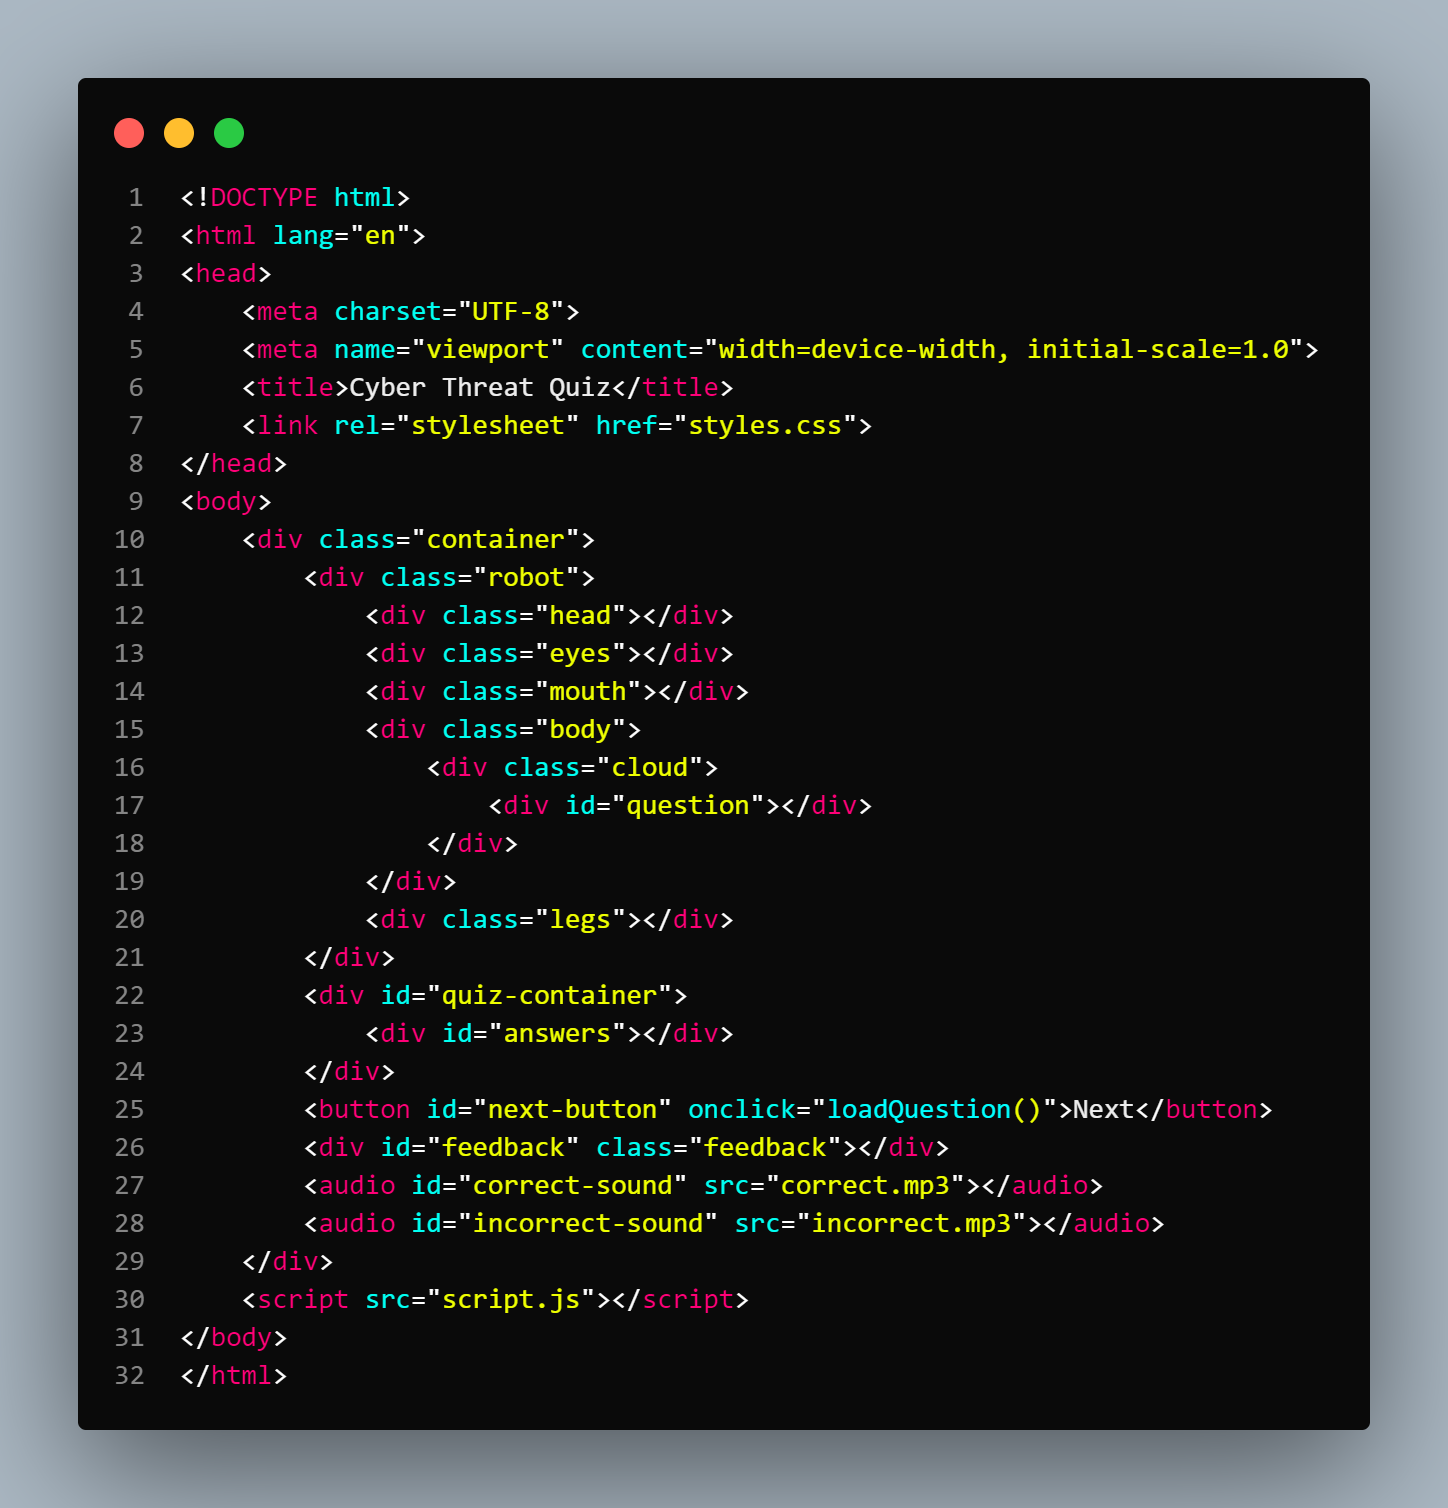 1 <!DOCTYPE html>
2 <html lang="en">
3 <head>
4     <meta charset="UTF-8">
5     <meta name="viewport" content="width=device-width, initial-scale=1.0">
6     <title>Cyber Threat Quiz</title>
7     <link rel="stylesheet" href="styles.css">
8 </head>
9 <body>
10     <div class="container">
11         <div class="robot">
12             <div class="head"></div>
13             <div class="eyes"></div>
14             <div class="mouth"></div>
15             <div class="body">
16                 <div class="cloud">
17                     <div id="question"></div>
18                 </div>
19             </div>
20             <div class="legs"></div>
21         </div>
22         <div id="quiz-container">
23             <div id="answers"></div>
24         </div>
25         <button id="next-button" onclick="loadQuestion()">Next</button>
26         <div id="feedback" class="feedback"></div>
27         <audio id="correct-sound" src="correct.mp3"></audio>
28         <audio id="incorrect-sound" src="incorrect.mp3"></audio>
29     </div>
30     <script src="script.js"></script>
31 </body>
32 </html>